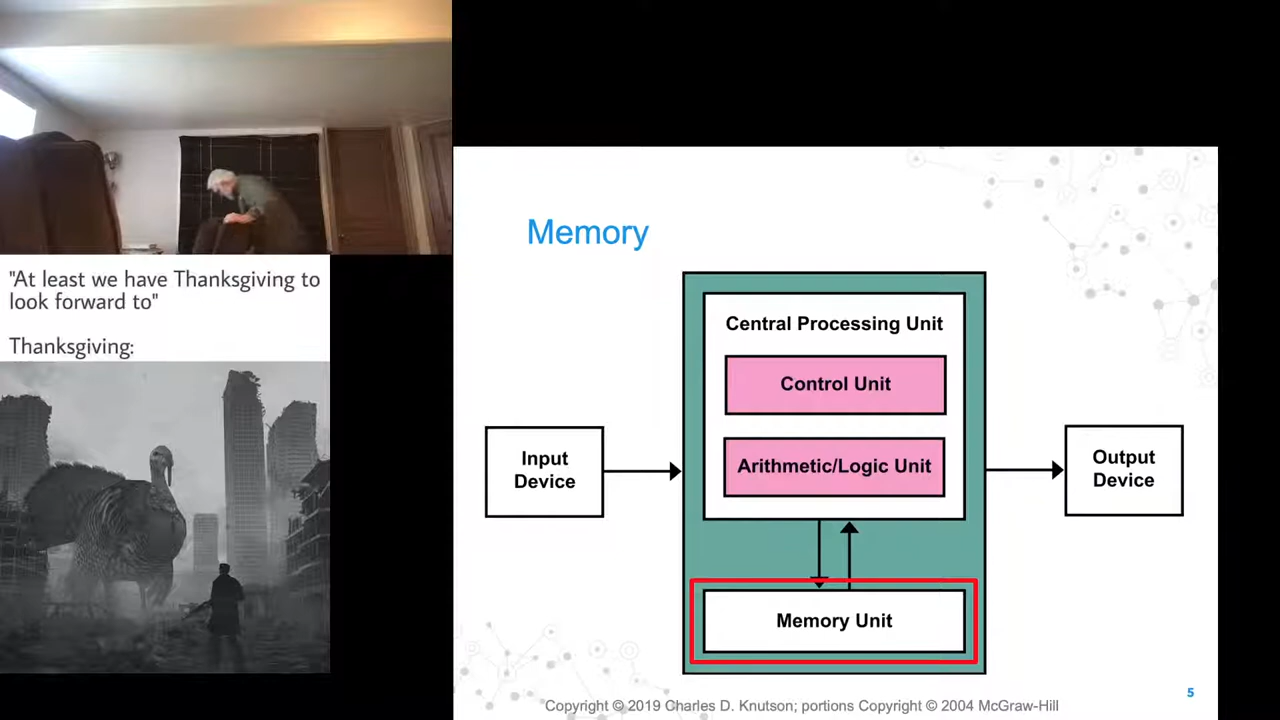 "At least we have Thanksgiving to
look forward to"
Thanksgiving:
Memory
Central Processing Unit
Control Unit
Arithmetic/Logic Unit
Input
Device
Output
Device
Memory Unit
Copyright © 2019 Charles D. Knutson; portions Copyright © 2004 McGraw-Hill
5